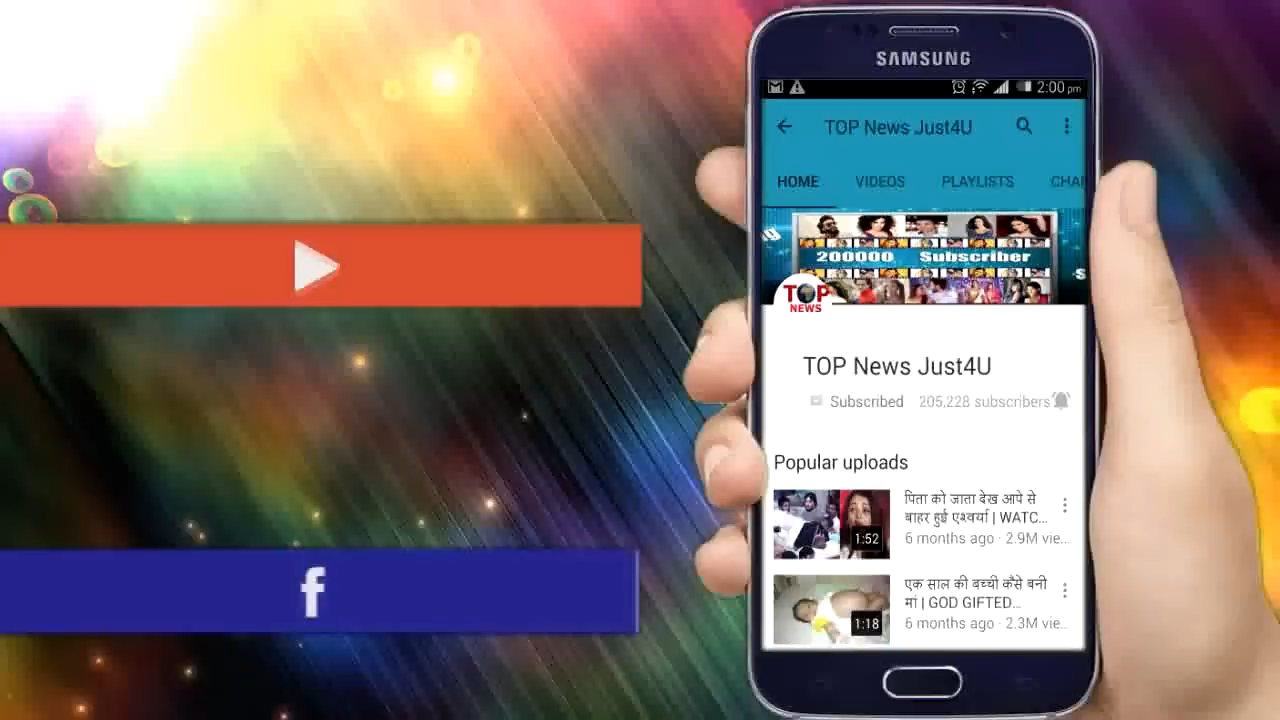 SAMSUNG
2:00 pm
TOP News Just4U
HOME VIDEOS PLAYLISTS CHA
200000 Subscriber
TOP
NEWS
TOP News Just4U
Subscribed 205,228 subscribers
Popular uploads
पिता को जाता देख आपे से
बाहर हुई एश्वर्या | WATC...
6 months ago · 2.9M vie...
1:52
एक साल की बच्ची कैसे बनी
मां | GOD GIFTED...
6 months ago · 2.3M vie..
1:18
f